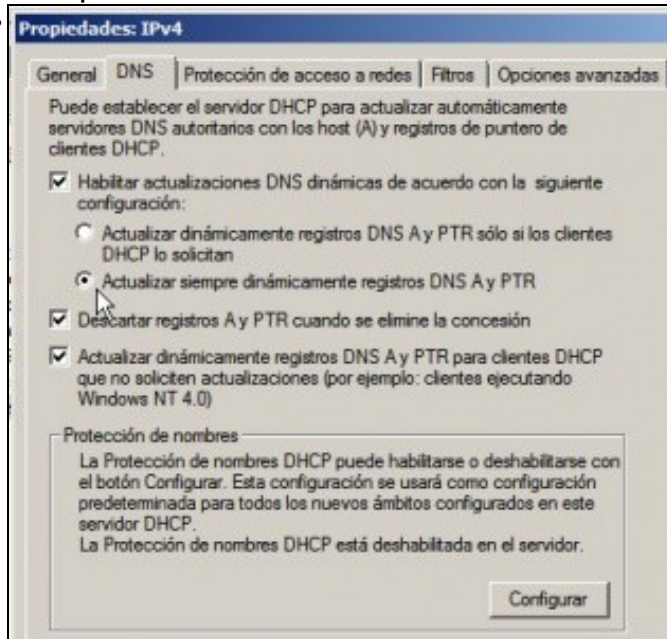 Propiedades: IPv4
General DNS Protección de acceso a redes Filtros Opciones avanzadas
Puede establecer el servidor DHCP para actualizar automáticamente
servidores DNS autoritarios con los host (A) y registros de puntero de
clientes DHCP.
Habilitar actualizaciones DNS dinámicas de acuerdo con la siguiente
configuración:
Actualizar dinámicamente registros DNS A y PTR sólo si los clientes
DHCP lo solicitan
Actualizar siempre dinámicamente registros DNS A y PTR
Descartar registros A y PTR cuando se elimine la concesión
Actualizar dinámicamente registros DNS A y PTR para clientes DHCP
que no soliciten actualizaciones (por ejemplo: clientes ejecutando
Windows NT 4.0)
Protección de nombres
La Protección de nombres DHCP puede habilitarse o deshabilitarse con
el botón Configurar. Esta configuración se usará como configuración
predeterminada para todos los nuevos ámbitos configurados en este
servidor DHCP.
La Protección de nombres DHCP está deshabilitada en el servidor.
Configurar